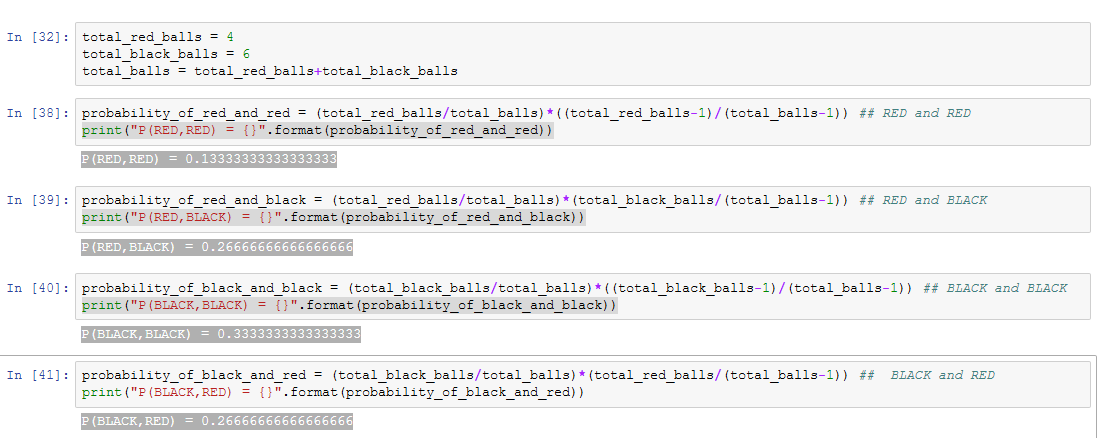 In [32]: total_red_balls = 4
total_black_balls = 6
total_balls = total_red_balls+total_black_balls
In [38]: probability_of_red_and_red = (total_red_balls/total_balls)*((total_red_balls-1)/(total_balls-1)) ## RED and RED
print("P(RED,RED) = {}".format(probability_of_red_and_red))
P(RED,RED) = 0.13333333333333333
In [39]: probability_of_red_and_black = (total_red_balls/total_balls)*(total_black_balls/(total_balls-1)) ## RED and BLACK
print("P(RED,BLACK) = {}".format(probability_of_red_and_black))
P(RED,BLACK) = 0.26666666666666666
In [40]: probability_of_black_and_black = (total_black_balls/total_balls)*((total_black_balls-1)/(total_balls-1)) ## BLACK and BLACK
print("P(BLACK,BLACK) = {}".format(probability_of_black_and_black))
P(BLACK,BLACK) = 0.3333333333333333
In [41]: probability_of_black_and_red = (total_black_balls/total_balls)*(total_red_balls/(total_balls-1)) ##  BLACK and RED
print("P(BLACK,RED) = {}".format(probability_of_black_and_red))
P(BLACK,RED) = 0.26666666666666666